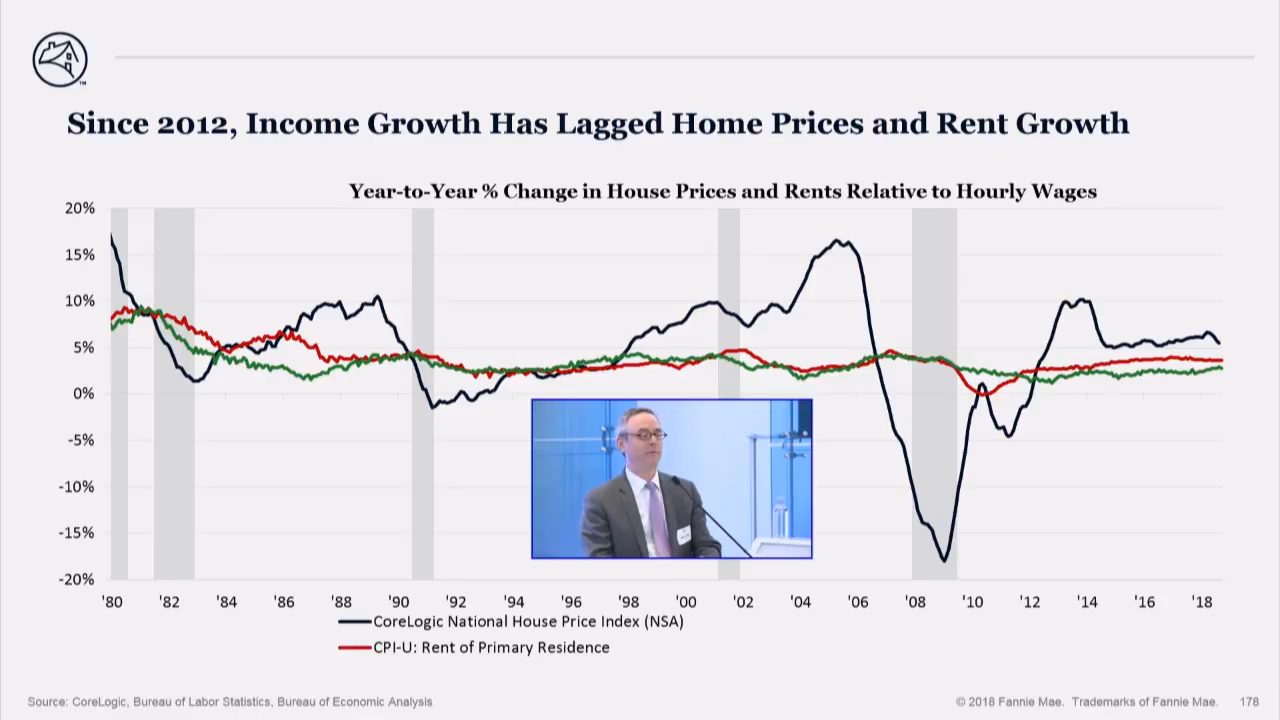 Since 2012, Income Growth Has Lagged Home Prices and Rent Growth
Year-to-Year % Change in House Prices and Rents Relative to Hourly Wages
20%
15%
10%
5%
0%
-5%
-10%
-15%
-20%
'80 '82 '84 '86 '88 '90 '92 '94 '96 '98 '00 '02 '04 '06 '08 '10 '12 '14 '16 '18
CoreLogic National House Price Index (NSA)
CPI-U: Rent of Primary Residence
Source: CoreLogic, Bureau of Labor Statistics, Bureau of Economic Analysis
© 2018 Fannie Mae. Trademarks of Fannie Mae. 178